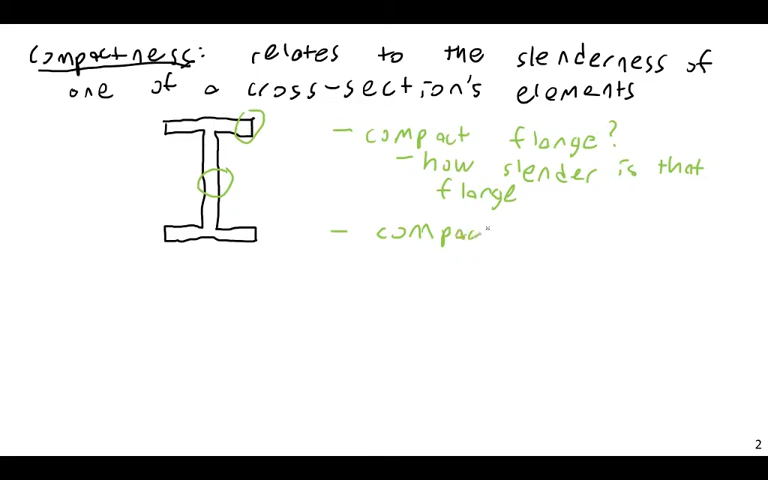 compactness: relates to the slenderness of
one of a cross-section's elements
- compact flange?
- how slender is that
flange
- compac
2